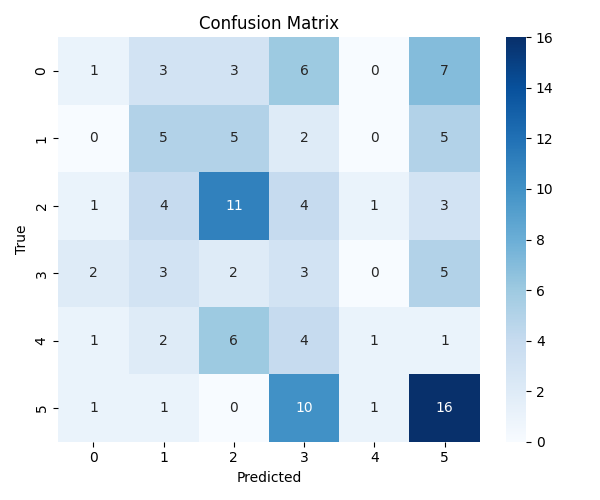 Confusion Matrix
0 1 3 3 6 0 7
1 0 5 5 2 0 5
2 1 4 11 4 1 3
3 2 3 2 3 0 5
4 1 2 6 4 1 1
5 1 1 0 10 1 16
0 1 2 3 4 5
True
Predicted
16
14
12
10
8
6
4
2
0